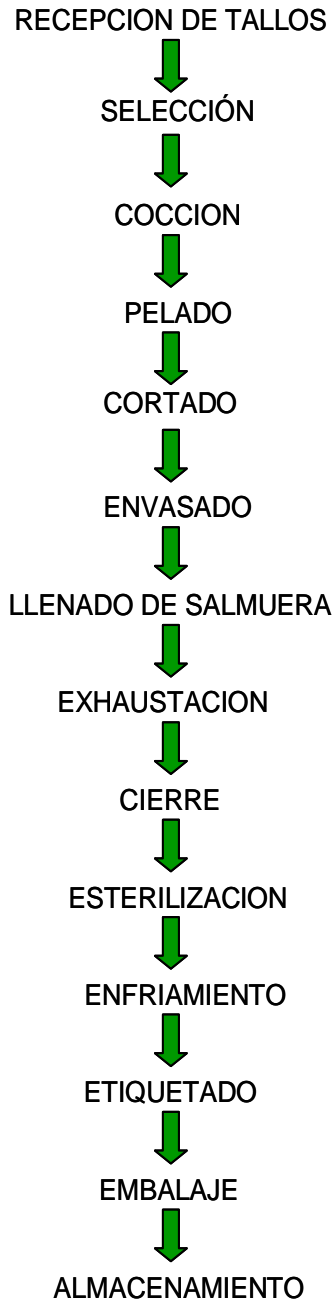 RECEPCION DE TALLOS
SELECCIÓN
COCCION
PELADO
CORTADO
ENVASADO
LLENADO DE SALMUERA
EXHAUSTACION
CIERRE
ESTERILIZACION
ENFRIAMIENTO
ETIQUETADO
EMBALAJE
ALMACENAMIENTO